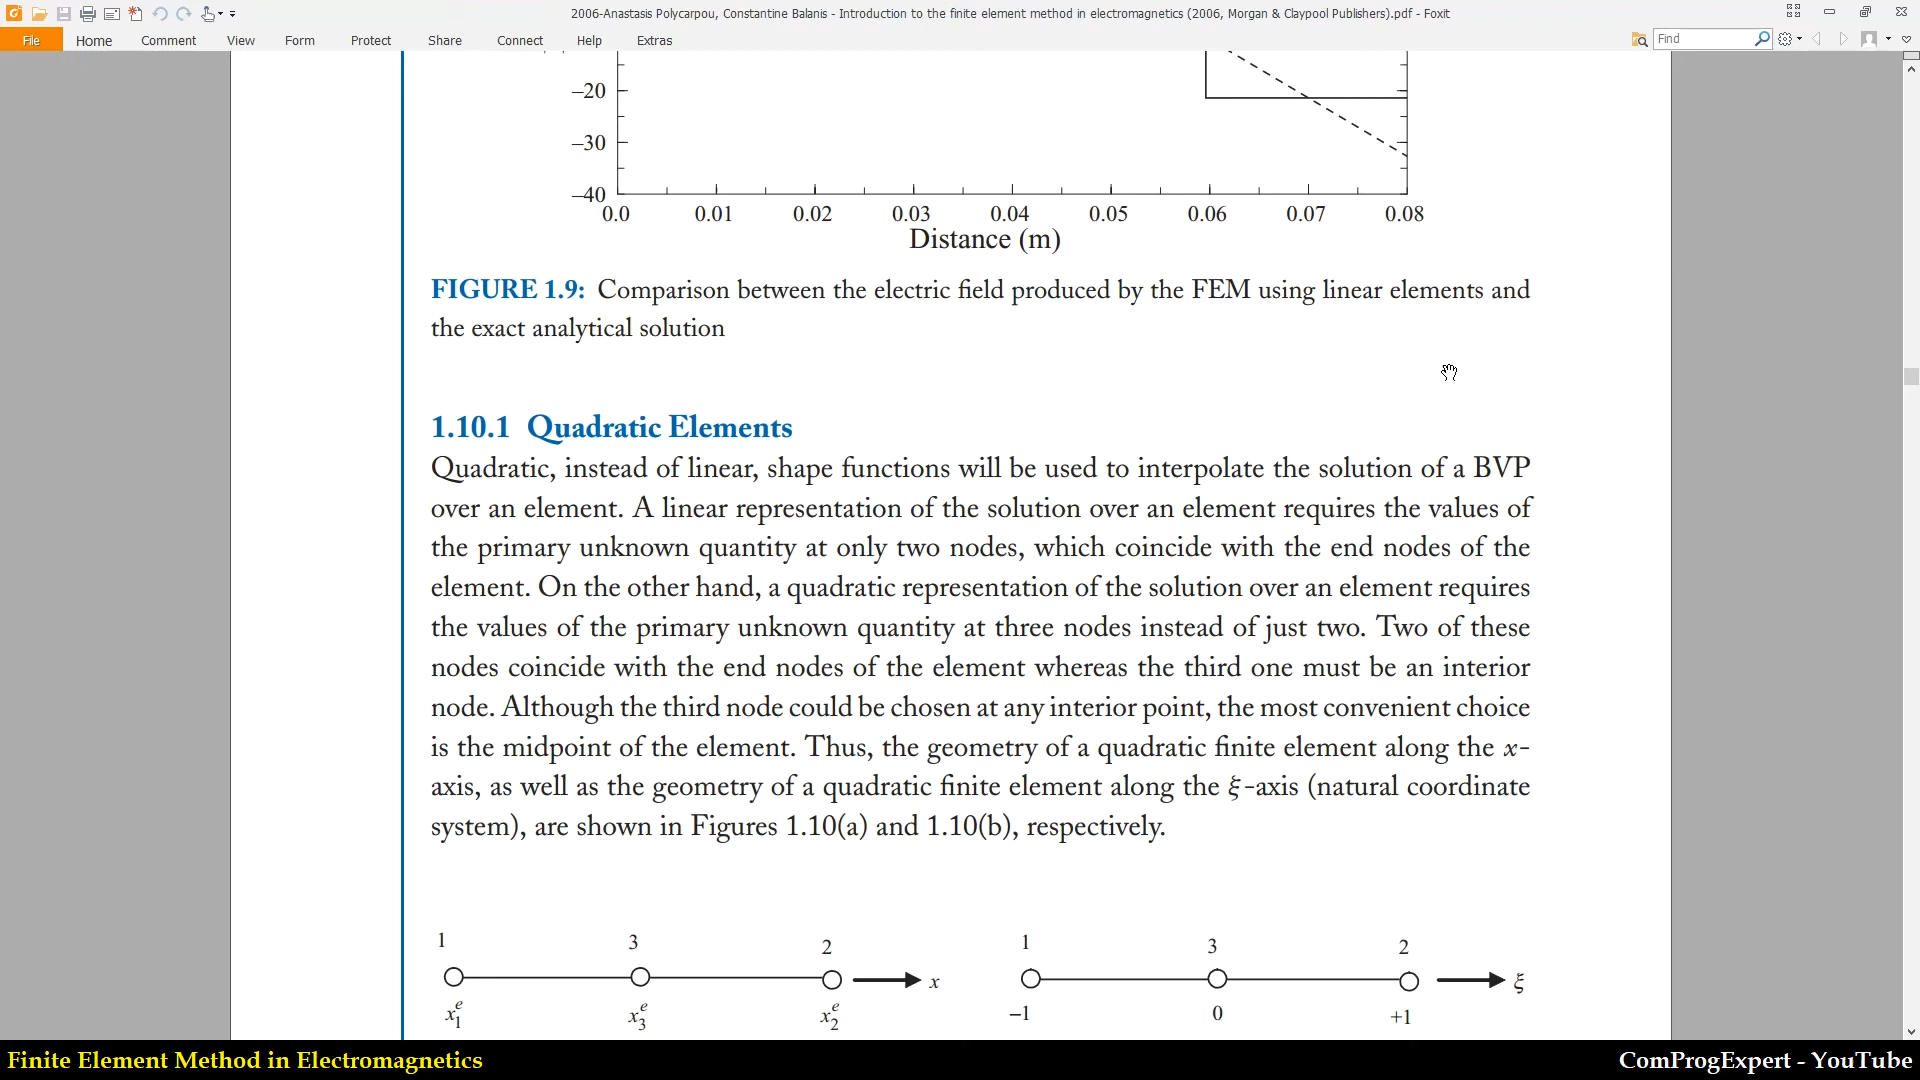 2006-Anastasis Polycarpou, Constantine Balanis - Introduction to the finite element method in electromagnetics (2006, Morgan & Claypool Publishers).pdf - Foxit
File Home Comment View Form Protect Share Connect Help Extras Find
–20
–30
–40
0.0 0.01 0.02 0.03 0.04 0.05 0.06 0.07 0.08
Distance (m)
FIGURE 1.9: Comparison between the electric field produced by the FEM using linear elements and
the exact analytical solution
1.10.1 Quadratic Elements
Quadratic, instead of linear, shape functions will be used to interpolate the solution of a BVP
over an element. A linear representation of the solution over an element requires the values of
the primary unknown quantity at only two nodes, which coincide with the end nodes of the
element. On the other hand, a quadratic representation of the solution over an element requires
the values of the primary unknown quantity at three nodes instead of just two. Two of these
nodes coincide with the end nodes of the element whereas the third one must be an interior
node. Although the third node could be chosen at any interior point, the most convenient choice
is the midpoint of the element. Thus, the geometry of a quadratic finite element along the x-
axis, as well as the geometry of a quadratic finite element along the ξ-axis (natural coordinate
system), are shown in Figures 1.10(a) and 1.10(b), respectively.
1 3 2 1 3 2
x ξ
x₁ᵉ x₃ᵉ x₂ᵉ –1 0 +1
Finite Element Method in Electromagnetics
ComProgExpert - YouTube